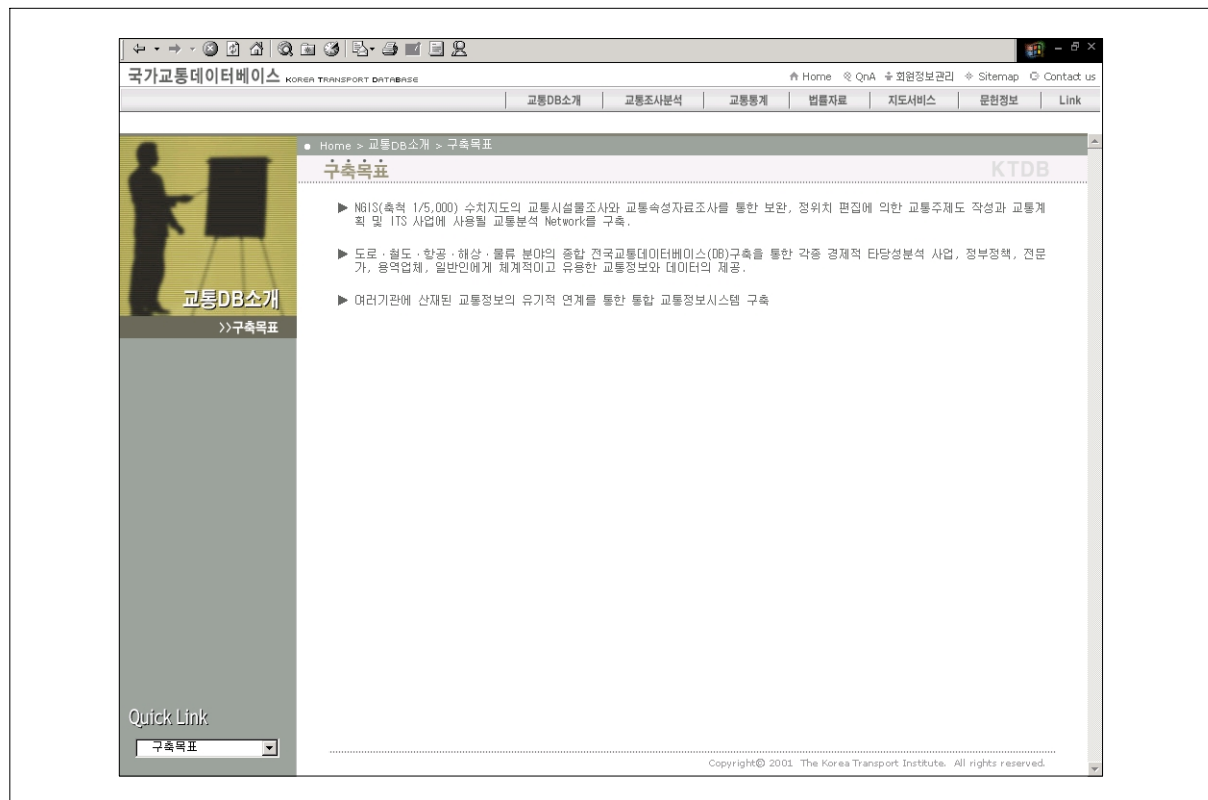 국가교통데이터베이스 KOREA TRANSPORT DATABASE
Home QnA 회원정보관리 Sitemap Contact us
교통DB소개 교통조사분석 교통통계 법률자료 지도서비스 문헌정보 Link
Home > 교통DB소개 > 구축목표
구축목표 KTDB
▶ NGIS(축척 1/5,000) 수치지도의 교통시설물조사와 교통속성자료조사를 통한 보완, 정위치 편집에 의한 교통주제도 작성과 교통계
획 및 ITS 사업에 사용될 교통분석 Network를 구축.
▶ 도로·철도·항공·해상·물류 분야의 종합 전국교통데이터베이스(DB)구축을 통한 각종 경제적 타당성분석 사업, 정부정책, 전문
가, 용역업체, 일반인에게 체계적이고 유용한 교통정보와 데이터의 제공.
▶ 여러기관에 산재된 교통정보의 유기적 연계를 통한 통합 교통정보시스템 구축
교통DB소개
>>구축목표
Quick Link
구축목표
Copyright© 2001 The Korea Transport Institute. All rights reserved.